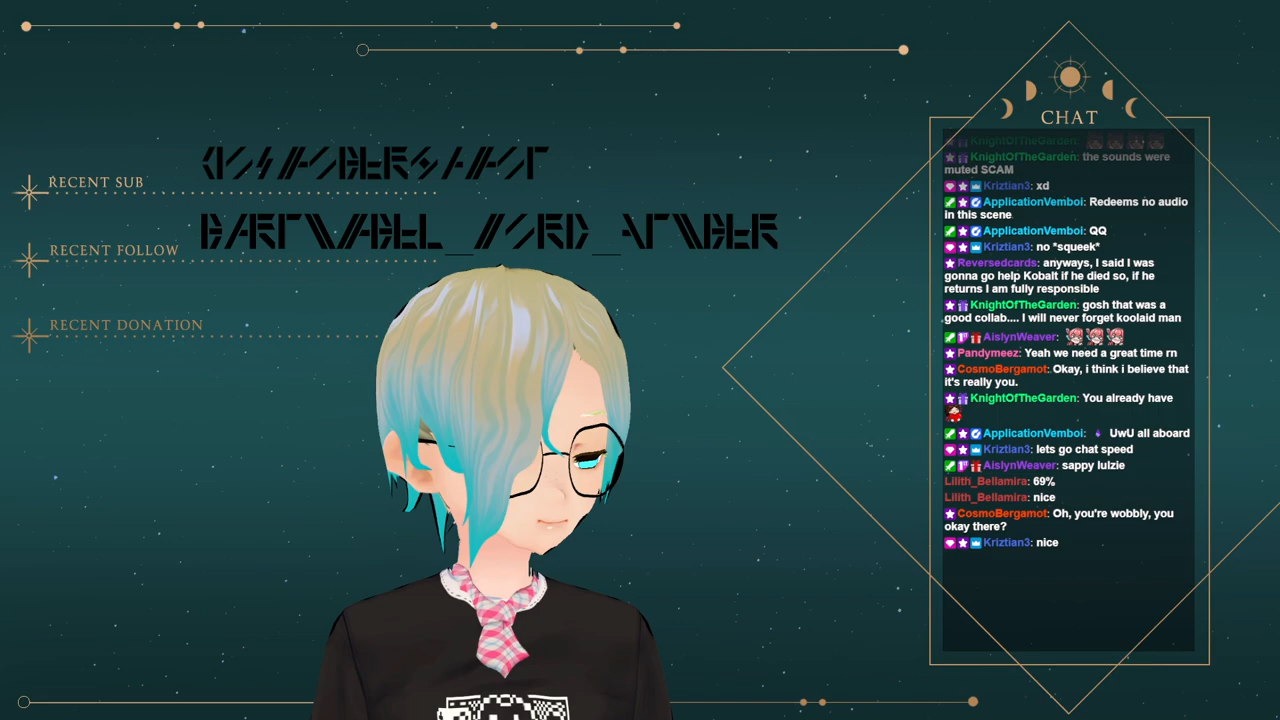 CHAT
KnightOfTheGarden:
KnightOfTheGarden: the sounds were
muted SCAM
Kriztian3: xd
ApplicationVemboi: Redeems no audio
in this scene
ApplicationVemboi: QQ
Kriztian3: no *squeek*
Reversedcards: anyways, I said I was
gonna go help Kobalt if he died so, if he
returns I am fully responsible
KnightOfTheGarden: gosh that was a
good collab.... I will never forget koolaid man
AislynWeaver:
Pandymeez: Yeah we need a great time rn
CosmoBergamot: Okay, i think i believe that
it's really you.
KnightOfTheGarden: You already have
ApplicationVemboi: UwU all aboard
Kriztian3: lets go chat speed
AislynWeaver: sappy lulzie
Lilith_Bellamira: 69%
Lilith_Bellamira: nice
CosmoBergamot: Oh, you're wobbly, you
okay there?
Kriztian3: nice
RECENT SUB
RECENT FOLLOW
RECENT DONATION